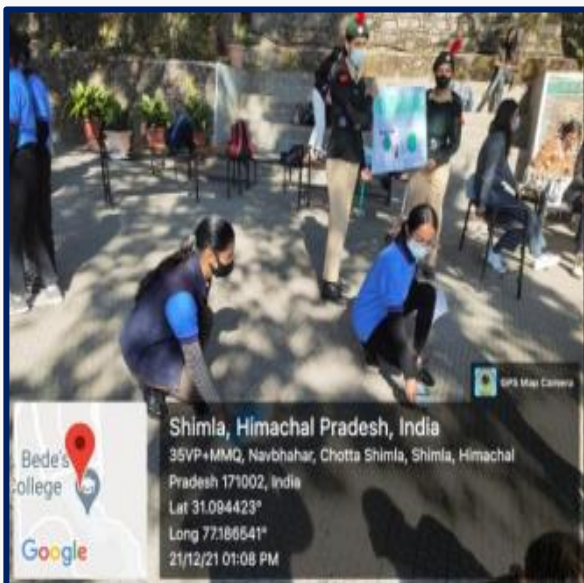 GPS Map Camera
Bede's
College
Google
Shimla, Himachal Pradesh, India
35VP+MMQ, Navbhahar, Chotta Shimla, Shimla, Himachal
Pradesh 171002, India
Lat 31.094423°
Long 77.186541°
21/12/21 01:08 PM